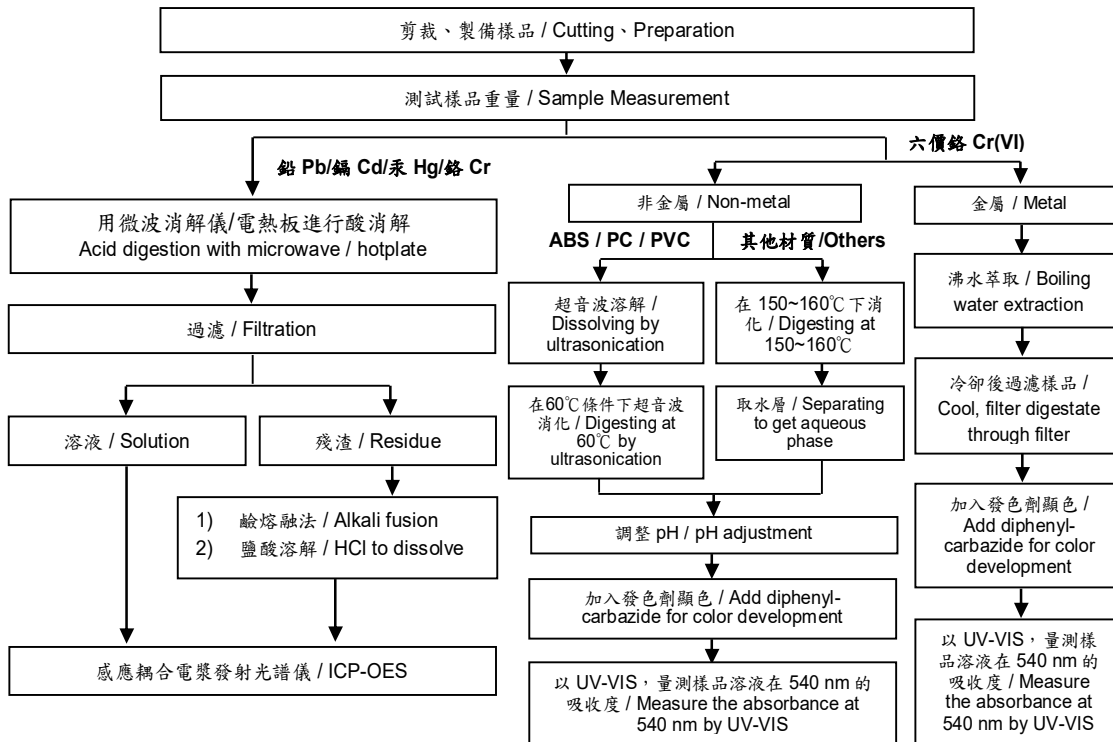 剪裁、製備樣品 / Cutting、Preparation
測試樣品重量 / Sample Measurement
鉛 Pb/鎘 Cd/汞 Hg/鉻 Cr
六價鉻 Cr(VI)
用微波消解儀/電熱板進行酸消解
Acid digestion with microwave / hotplate
過濾 / Filtration
溶液 / Solution
殘渣 / Residue
1) 鹼熔融法 / Alkali fusion
2) 鹽酸溶解 / HCl to dissolve
感應耦合電漿發射光譜儀 / ICP-OES
非金屬 / Non-metal
ABS / PC / PVC
其他材質/Others
超音波溶解 /
Dissolving by
ultrasonication
在60℃條件下超音波
消化 / Digesting at
60℃ by
ultrasonication
在 150~160℃下消
化 / Digesting at
150~160℃
取水層 / Separating
to get aqueous
phase
調整 pH / pH adjustment
加入發色劑顯色 / Add diphenyl-
carbazide for color development
以 UV-VIS，量測樣品溶液在 540 nm 的
吸收度 / Measure the absorbance at
540 nm by UV-VIS
金屬 / Metal
沸水萃取 / Boiling
water extraction
冷卻後過濾樣品 /
Cool, filter digestate
through filter
加入發色劑顯色 /
Add diphenyl-
carbazide for color
development
以 UV-VIS，量測樣
品溶液在 540 nm 的
吸收度 / Measure
the absorbance at
540 nm by UV-VIS